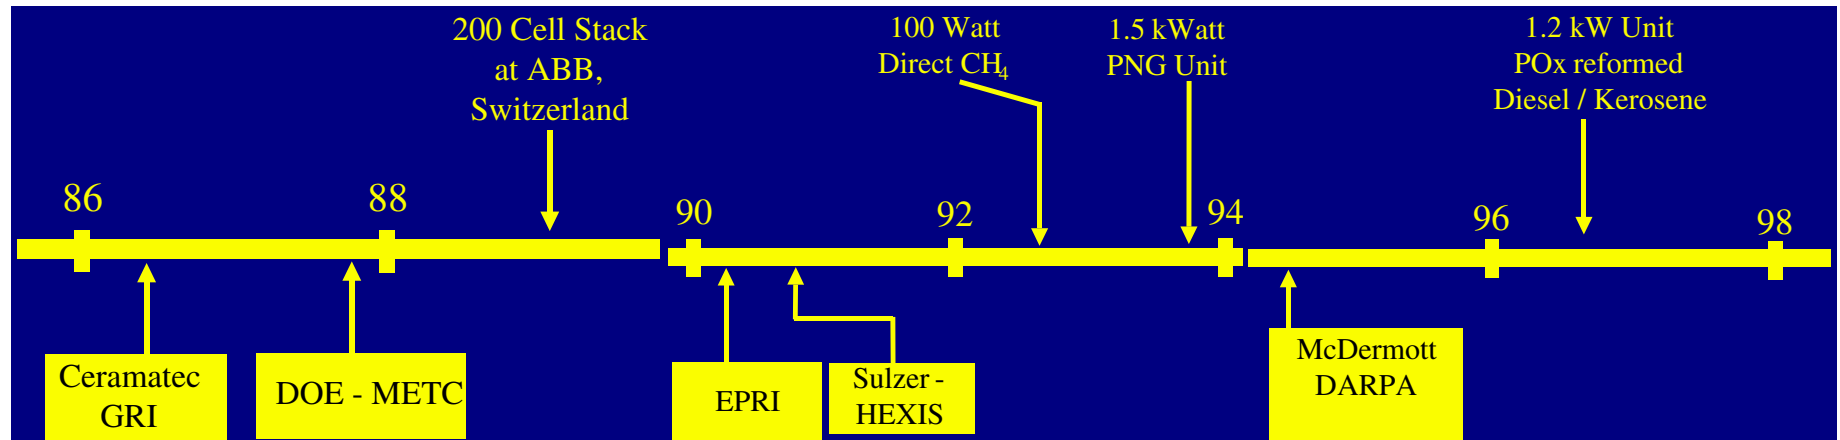 200 Cell Stack
at ABB,
Switzerland
100 Watt
Direct CH₄
1.5 kWatt
PNG Unit
1.2 kW Unit
POx reformed
Diesel / Kerosene
86
88
90
92
94
96
98
Ceramatec
GRI
DOE - METC
EPRI
Sulzer -
HEXIS
McDermott
DARPA